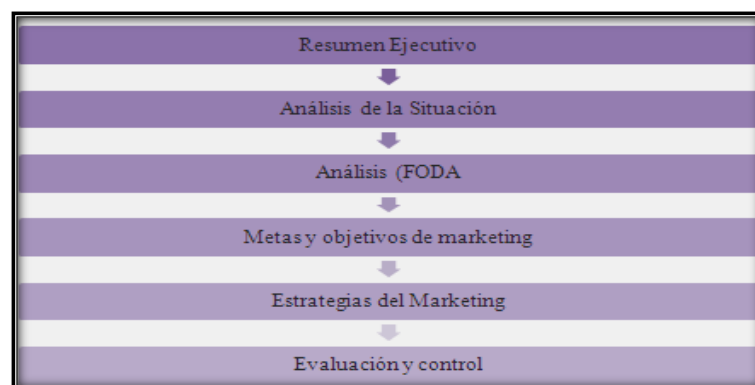 Resumen Ejecutivo
Análisis de la Situación
Análisis (FODA
Metas y objetivos de marketing
Estrategias del Marketing
Evaluación y control